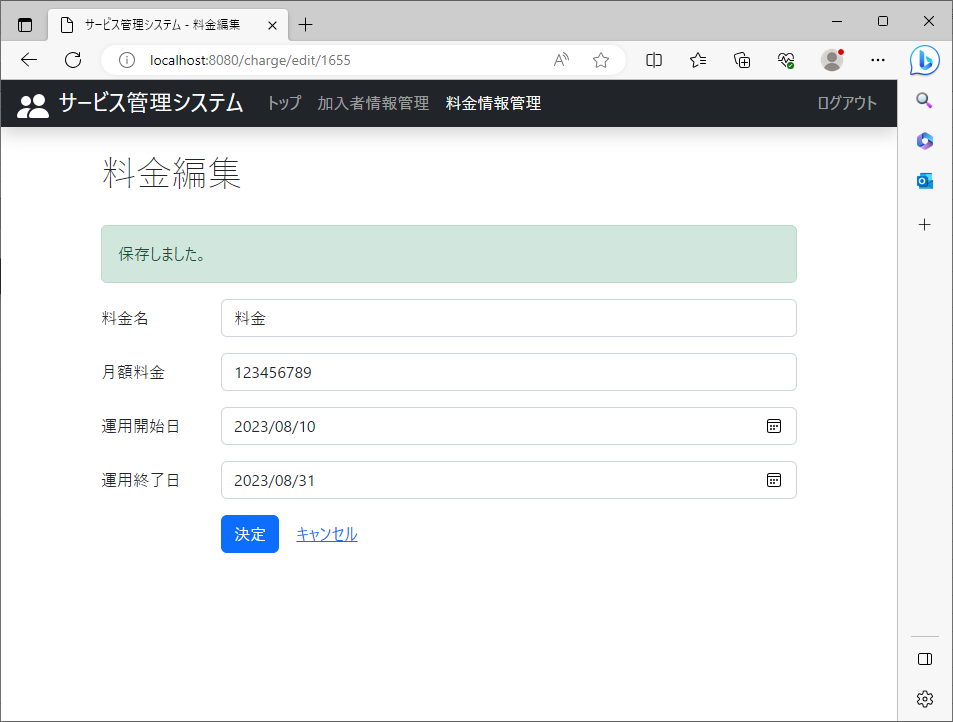 サービス管理システム - 料金編集
localhost:8080/charge/edit/1655
サービス管理システム トップ 加入者情報管理 料金情報管理 ログアウト
料金編集
保存しました。
料金名 料金
月額料金 123456789
運用開始日 2023/08/10
運用終了日 2023/08/31
決定 キャンセル